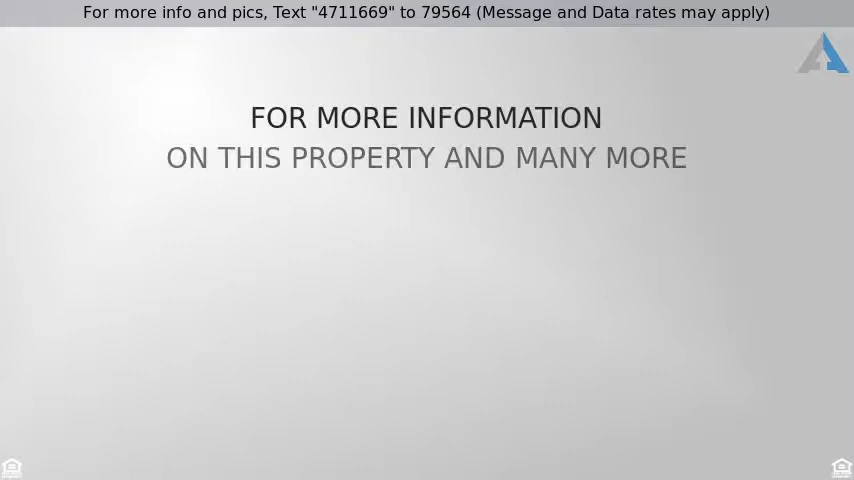 For more info and pics, Text "4711669" to 79564 (Message and Data rates may apply)
FOR MORE INFORMATION
ON THIS PROPERTY AND MANY MORE